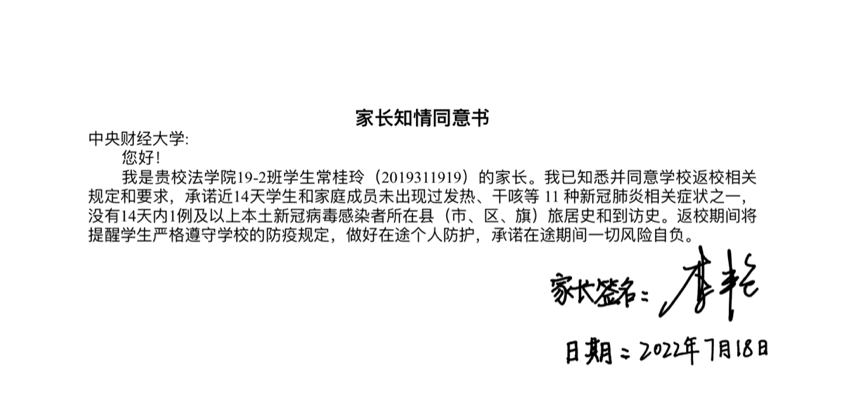 家长知情同意书
中央财经大学:
您好！
我是贵校法学院19-2班学生常桂玲（2019311919）的家长。我已知悉并同意学校返校相关
规定和要求，承诺近14天学生和家庭成员未出现过发热、干咳等 11 种新冠肺炎相关症状之一，
没有14天内1例及以上本土新冠病毒感染者所在县（市、区、旗）旅居史和到访史。返校期间将
提醒学生严格遵守学校的防疫规定，做好在途个人防护，承诺在途期间一切风险自负。
家长签名：李艳
日期：2022年7月18日